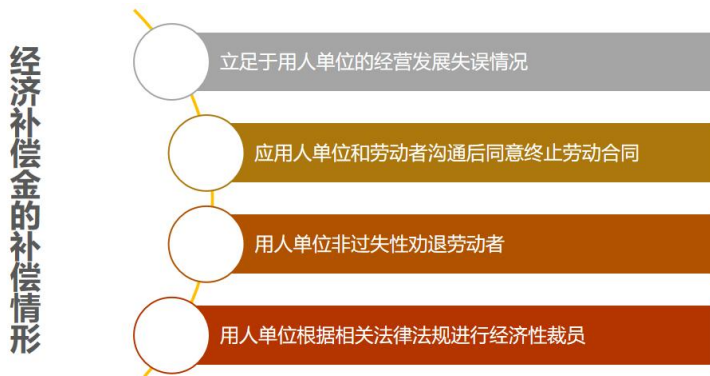 经济补偿金的补偿情形
立足于用人单位的经营发展失误情况
应用人单位和劳动者沟通后同意终止劳动合同
用人单位非过失性劝退劳动者
用人单位根据相关法律法规进行经济性裁员